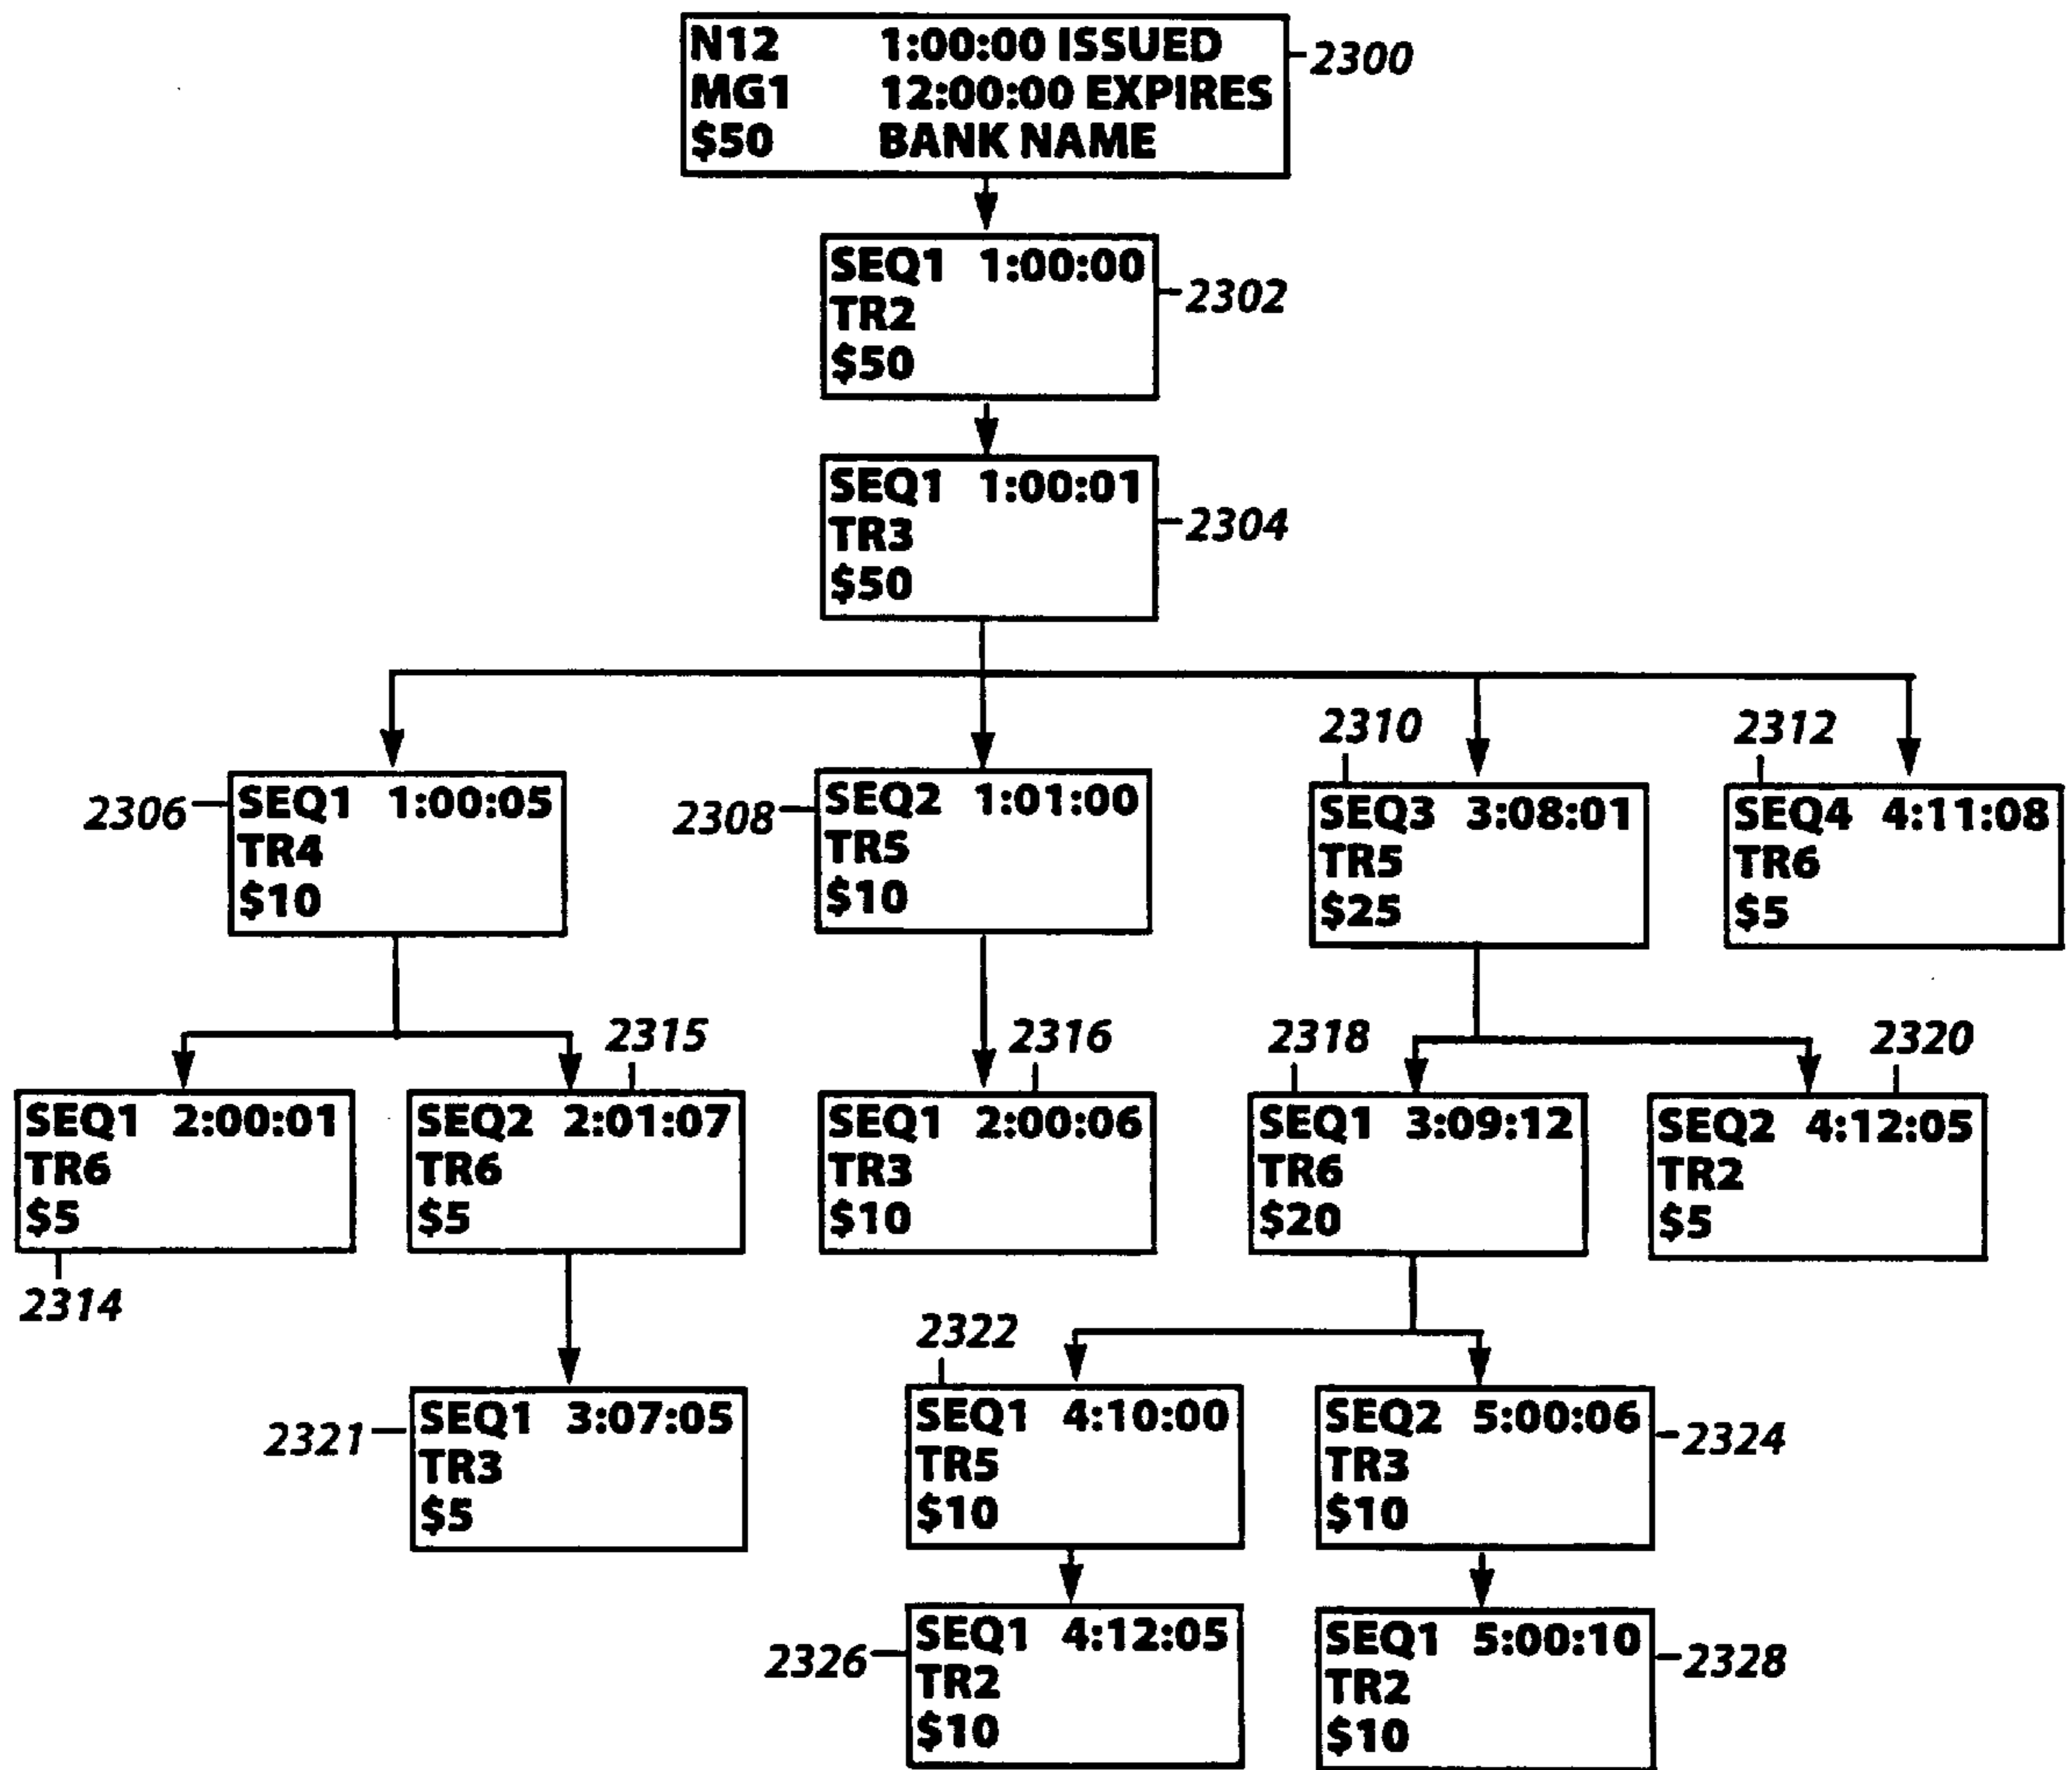 N12 1:00:00 ISSUED
MG1 12:00:00 EXPIRES
$50 BANK NAME
2300
SEQ1 1:00:00
TR2
$50
2302
SEQ1 1:00:01
TR3
$50
2304
2306
SEQ1 1:00:05
TR4
$10
2308
SEQ2 1:01:00
TR5
$10
2310
SEQ3 3:08:01
TR5
$25
2312
SEQ4 4:11:08
TR6
$5
SEQ1 2:00:01
TR6
$5
2314
2315
SEQ2 2:01:07
TR6
$5
2316
SEQ1 2:00:06
TR3
$10
2318
SEQ1 3:09:12
TR6
$20
2320
SEQ2 4:12:05
TR2
$5
2321
SEQ1 3:07:05
TR3
$5
2322
SEQ1 4:10:00
TR5
$10
SEQ2 5:00:06
TR3
$10
2324
2326
SEQ1 4:12:05
TR2
$10
SEQ1 5:00:10
TR2
$10
2328